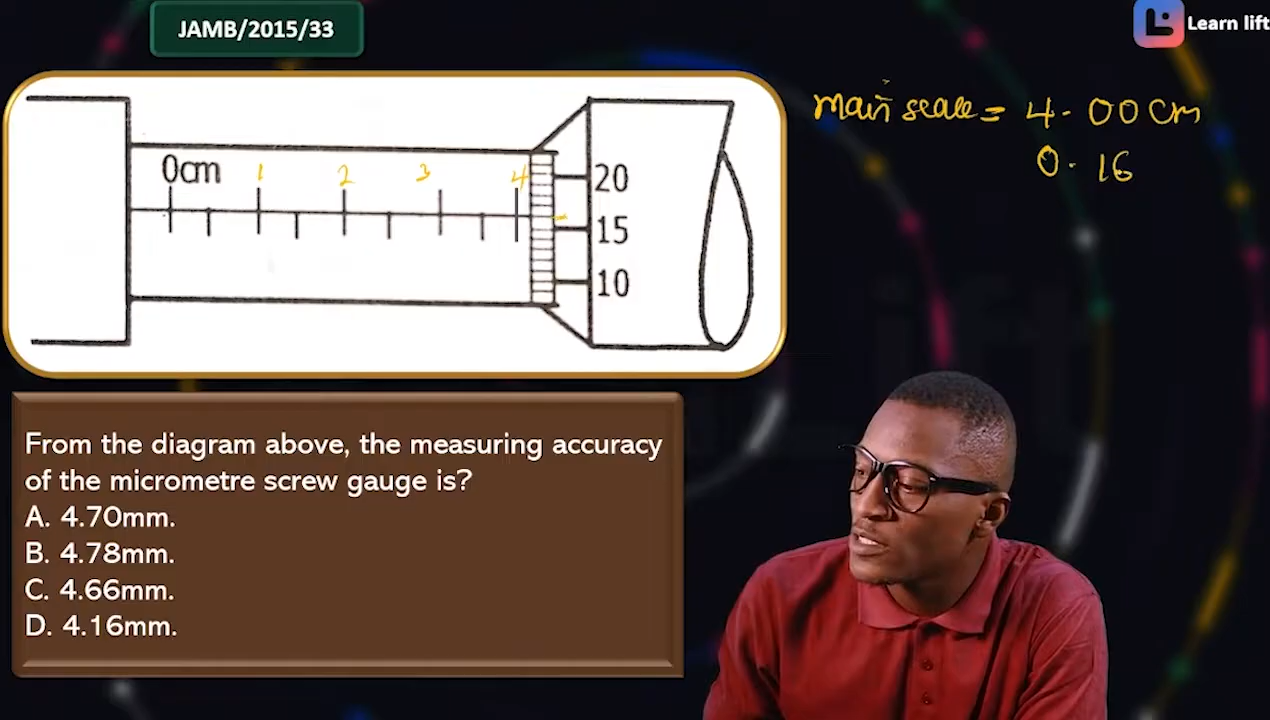 JAMB/2015/33
Learn lift
main scale = 4.00cm
0.16
0cm 1 2 3 4
20
15
10
From the diagram above, the measuring accuracy
of the micrometre screw gauge is?
A. 4.70mm.
B. 4.78mm.
C. 4.66mm.
D. 4.16mm.